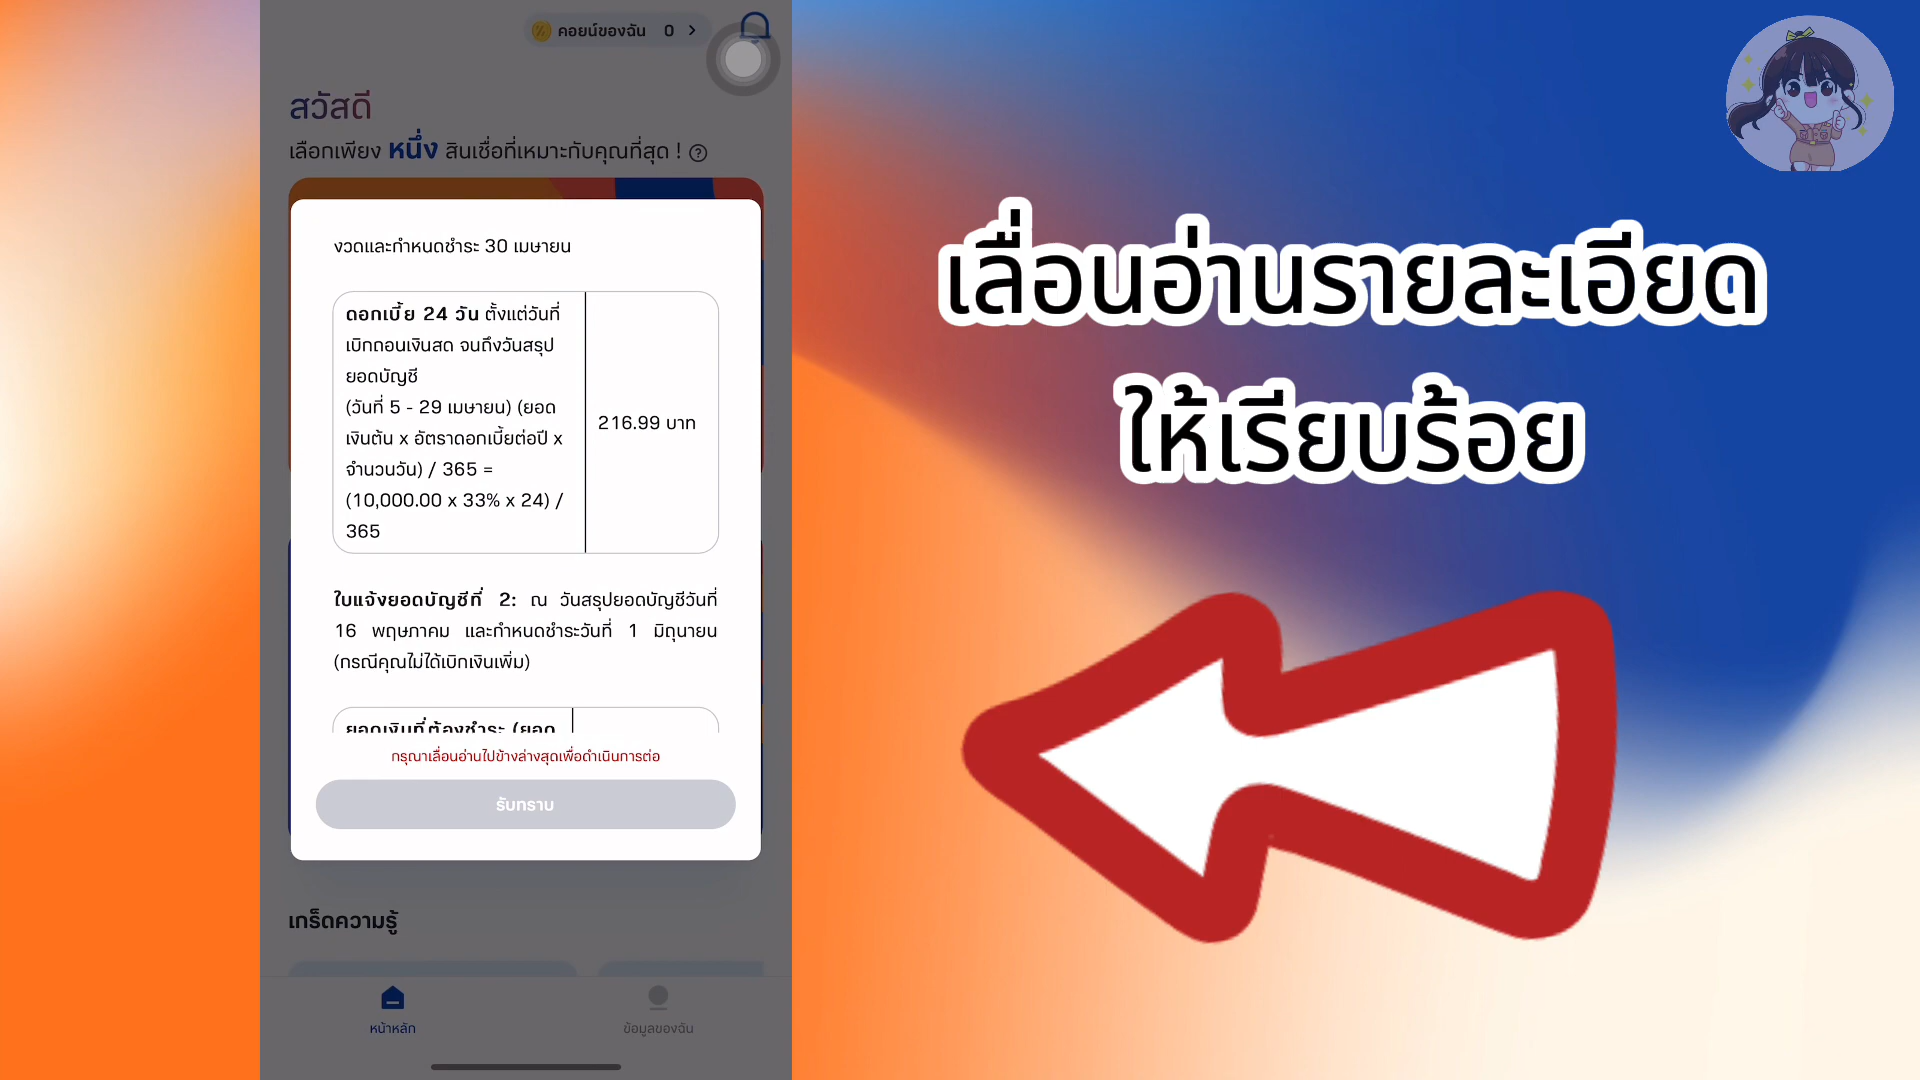 คอยน์ของฉัน 0
สวัสดี
เลือกเพียง หนึ่ง สินเชื่อที่เหมาะกับคุณที่สุด !
งวดและกำหนดชำระ 30 เมษายน
ดอกเบี้ย 24 วัน ตั้งแต่วันที่
เบิกถอนเงินสด จนถึงวันสรุป
ยอดบัญชี
(วันที่ 5 - 29 เมษายน) (ยอด
เงินต้น x อัตราดอกเบี้ยต่อปี x
จำนวนวัน) / 365 =
(10,000.00 x 33% x 24) /
365
216.99 บาท
ใบแจ้งยอดบัญชีที่ 2: ณ วันสรุปยอดบัญชีวันที่
16 พฤษภาคม และกำหนดชำระวันที่ 1 มิถุนายน
(กรณีคุณไม่ได้เบิกเงินเพิ่ม)
ยอดเงินที่ต้องชำระ (ยอด
กรุณาเลื่อนอ่านไปข้างล่างสุดเพื่อดำเนินการต่อ
รับทราบ
เกร็ดความรู้
หน้าหลัก
ข้อมูลของฉัน
เลื่อนอ่านรายละเอียด
ให้เรียบร้อย